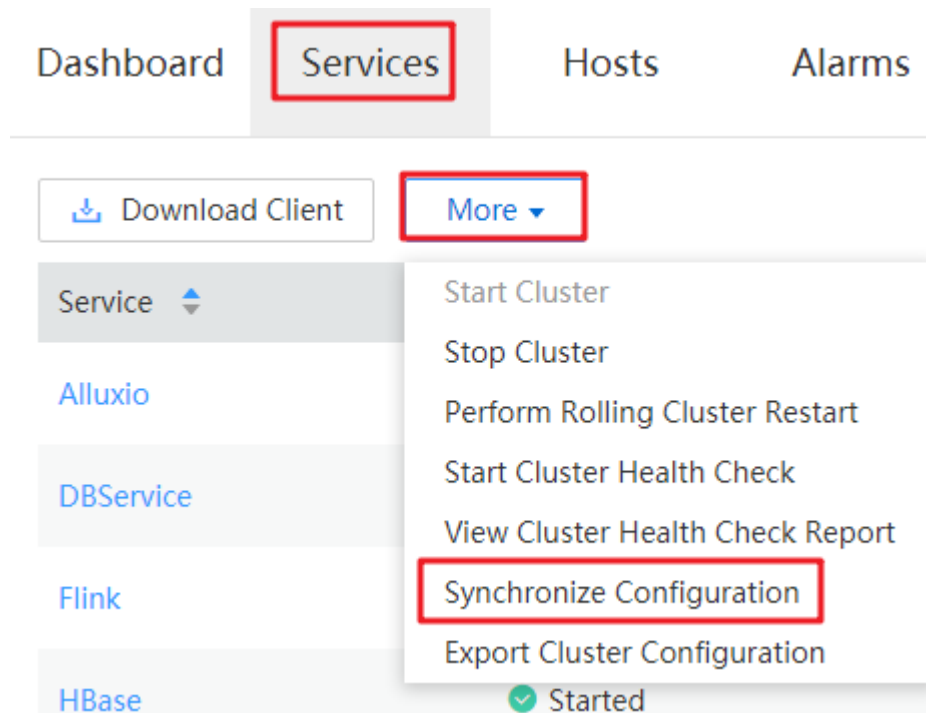 Dashboard Services Hosts Alarms
Download Client More
Service
Start Cluster
Stop Cluster
Alluxio
Perform Rolling Cluster Restart
Start Cluster Health Check
DBService
View Cluster Health Check Report
Flink
Synchronize Configuration
Export Cluster Configuration
HBase Started